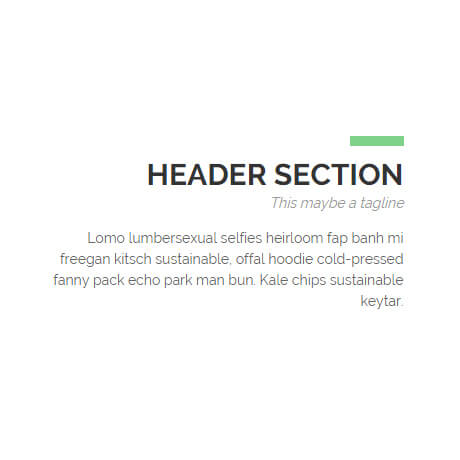 HEADER SECTION
This maybe a tagline
Lomo lumbersexual selfies heirloom fap banh mi
freegan kitsch sustainable, offal hoodie cold-pressed
fanny pack echo park man bun. Kale chips sustainable
keytar.